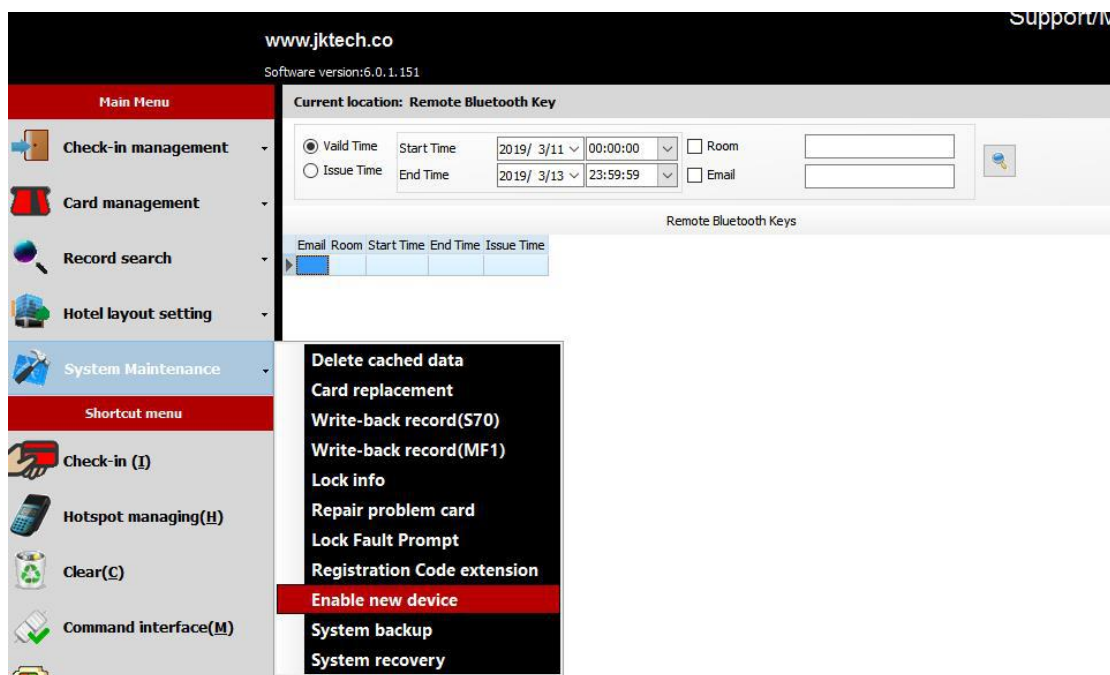 Support/M
www.jktech.co
Software version:6.0.1.151
Main Menu
Current location: Remote Bluetooth Key
Check-in management
Vaild Time
Start Time
2019/ 3/11
00:00:00
Room
Issue Time
End Time
2019/ 3/13
23:59:59
Email
Card management
Remote Bluetooth Keys
Email Room Start Time End Time Issue Time
Record search
Hotel layout setting
System Maintenance
Delete cached data
Card replacement
Write-back record(S70)
Write-back record(MF1)
Lock info
Repair problem card
Lock Fault Prompt
Registration Code extension
Enable new device
System backup
System recovery
Shortcut menu
Check-in (I)
Hotspot managing(H)
Clear(C)
Command interface(M)